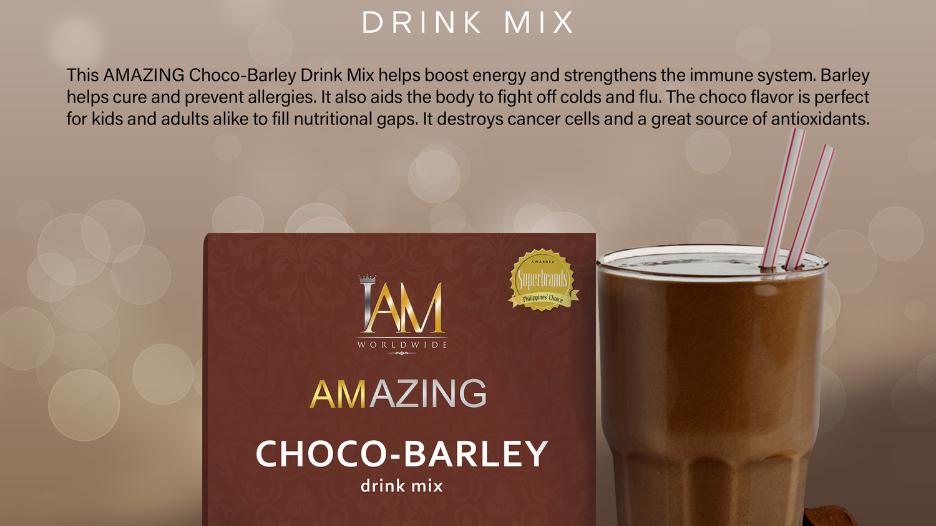 DRINK MIX
This AMAZING Choco-Barley Drink Mix helps boost energy and strengthens the immune system. Barley
helps cure and prevent allergies. It also aids the body to fight off colds and flu. The choco flavor is perfect
for kids and adults alike to fill nutritional gaps. It destroys cancer cells and a great source of antioxidants.
AWARDED
Superbrands
Philippines' Choice
IAM
WORLDWIDE
AMAZING
CHOCO-BARLEY
drink mix